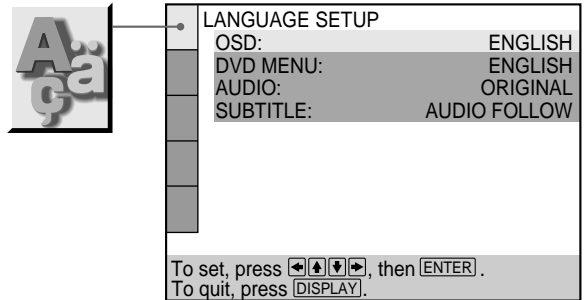 Aäç
LANGUAGE SETUP
OSD: ENGLISH
DVD MENU: ENGLISH
AUDIO: ORIGINAL
SUBTITLE: AUDIO FOLLOW
To set, press ←↑↓→, then ENTER.
To quit, press DISPLAY.